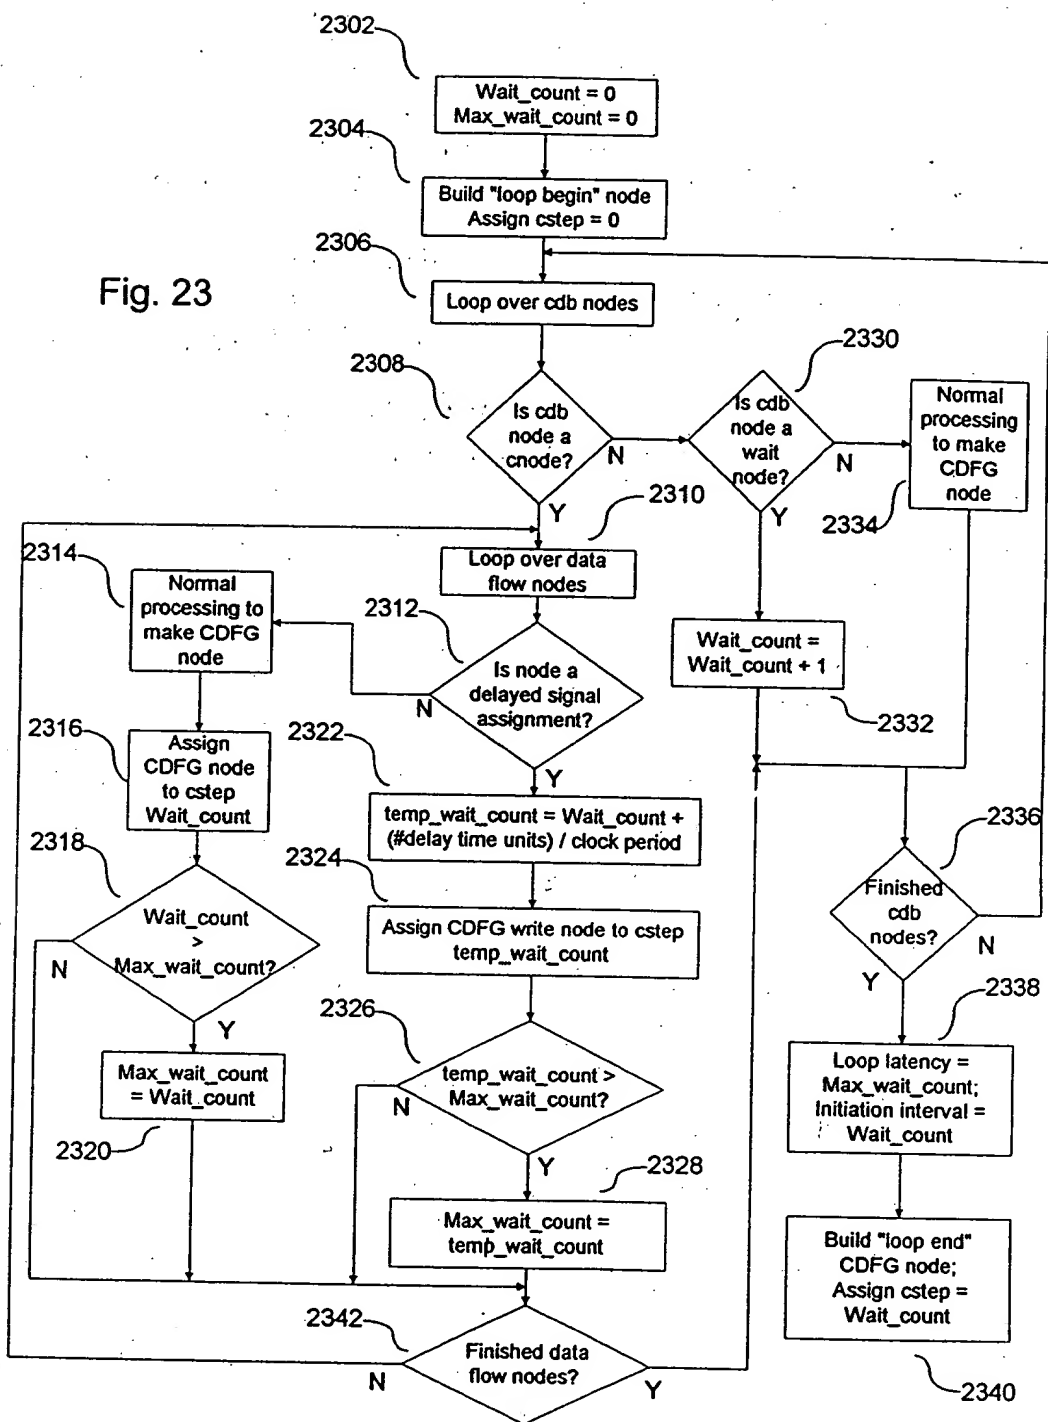 2302
Wait_count = 0
Max_wait_count = 0
2304
Build "loop begin" node
Assign cstep = 0
2306
Fig. 23
Loop over cdb nodes
2308
Is cdb
node a
cnode?
N
Y
2330
Is cdb
node a
wait
node?
N
Y
Normal
processing
to make
CDFG
node
2334
2310
Loop over data
flow nodes
2314
Normal
processing to
make CDFG
node
2312
Is node a
delayed signal
assignment?
N
Y
Wait_count =
Wait_count + 1
2332
2316
Assign
CDFG node
to cstep
Wait_count
2322
temp_wait_count = Wait_count +
(#delay time units) / clock period
2318
Wait_count
>
Max_wait_count?
N
Y
2324
Assign CDFG write node to cstep
temp_wait_count
2336
Finished
cdb
nodes?
N
Y
2326
temp_wait_count >
Max_wait_count?
N
Y
2338
Loop latency =
Max_wait_count;
Initiation interval =
Wait_count
Max_wait_count
= Wait_count
2320
2328
Max_wait_count =
temp_wait_count
Build "loop end"
CDFG node;
Assign cstep =
Wait_count
2340
2342
Finished data
flow nodes?
N
Y